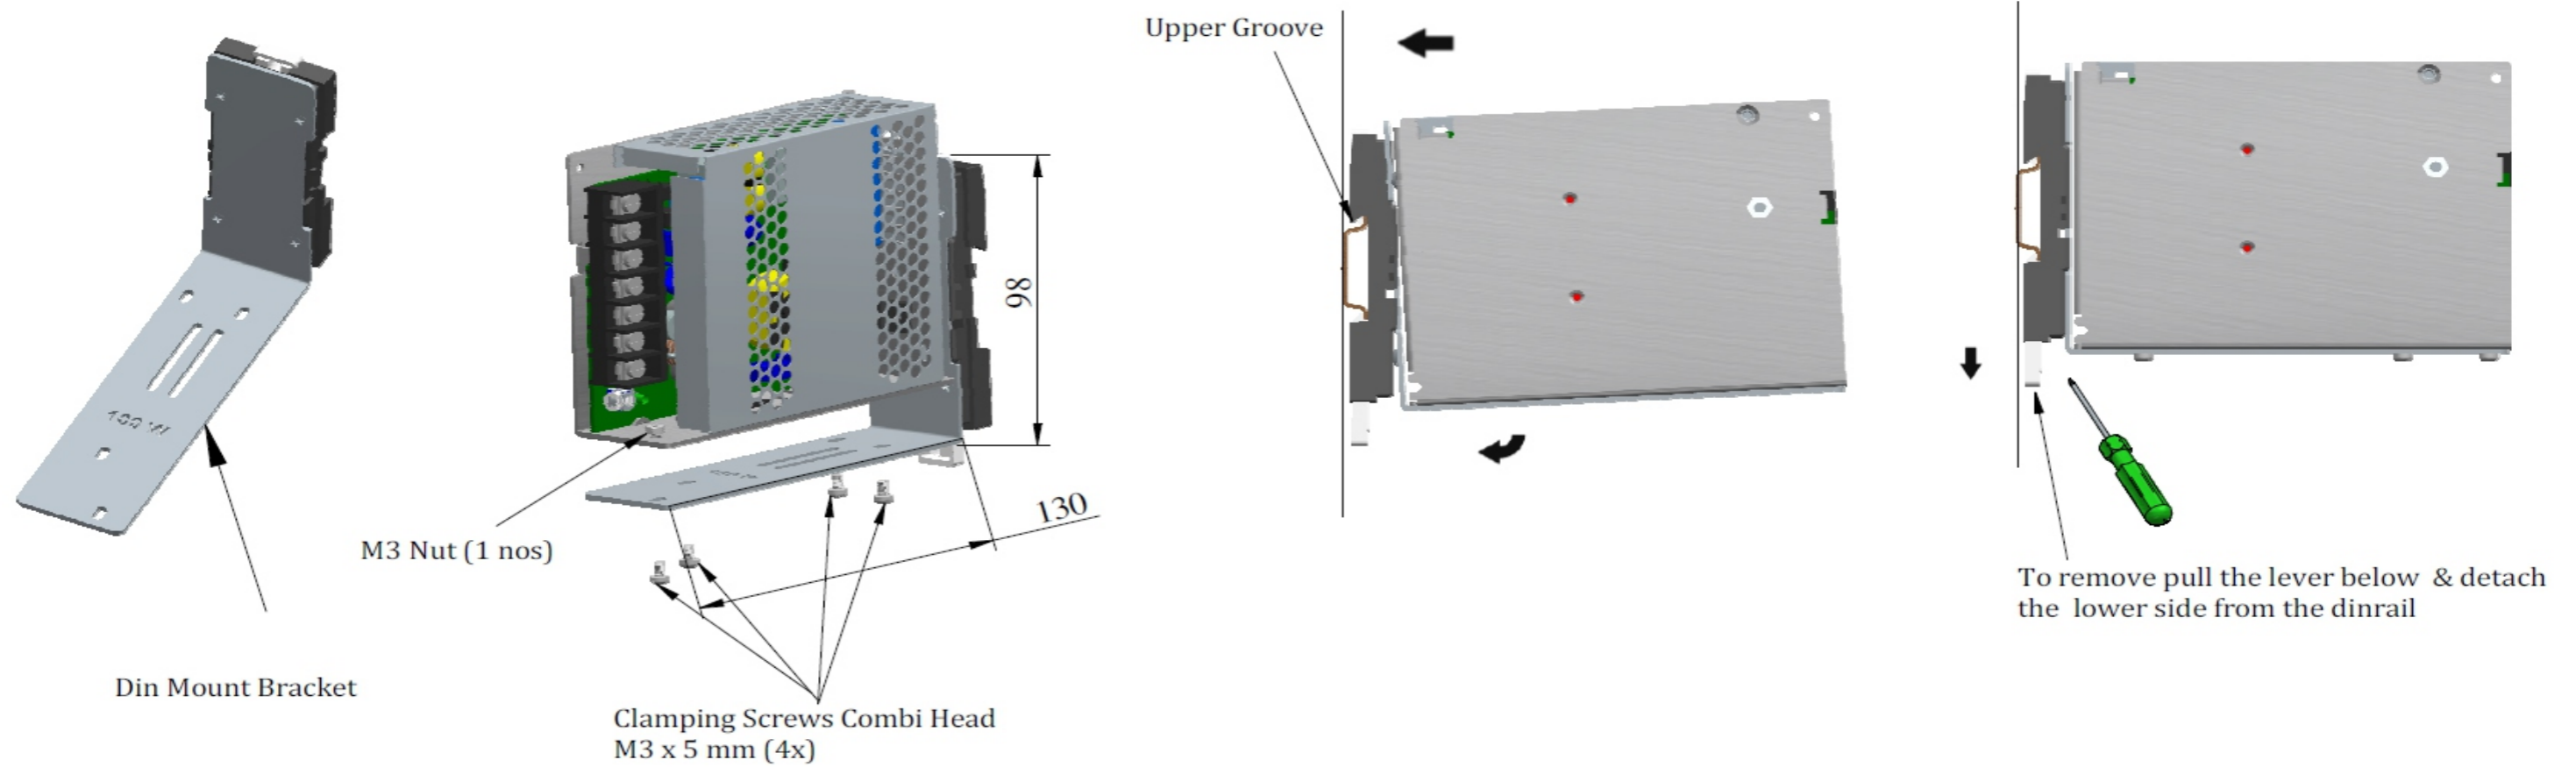 Upper Groove
98
100 W
130
M3 Nut (1 nos)
To remove pull the lever below & detach
the lower side from the dinrail
Din Mount Bracket
Clamping Screws Combi Head
M3 x 5 mm (4x)